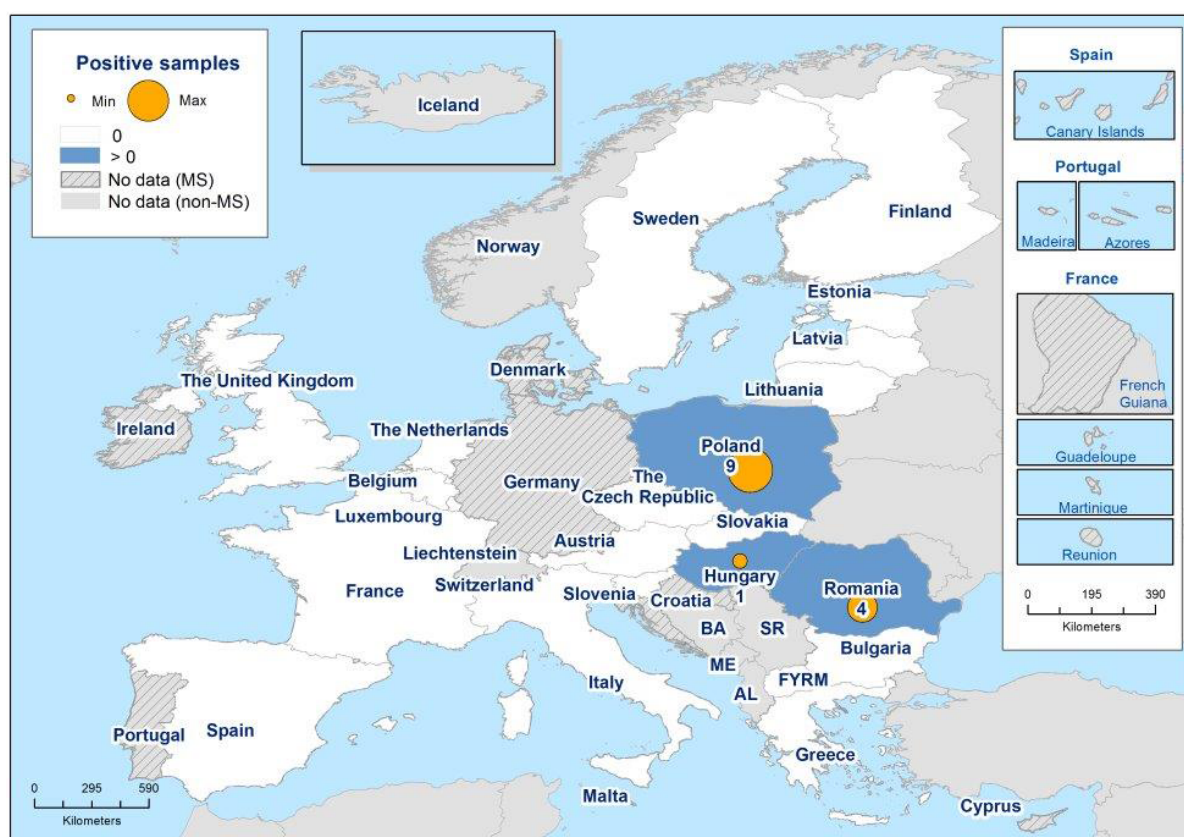 Positive samples
Min
Max
0
> 0
No data (MS)
No data (non-MS)
Iceland
Spain
Canary Islands
Portugal
Madeira
Azores
France
French
Guiana
Guadeloupe
Martinique
Reunion
0 195 390
Kilometers
Sweden
Finland
Norway
Estonia
Latvia
Denmark
Lithuania
The United Kingdom
Ireland
The Netherlands
Poland
9
Belgium
Germany
The
Czech Republic
Luxembourg
Slovakia
Austria
Liechtenstein
Hungary
1
Switzerland
France
Slovenia
Croatia
Romania
4
BA
SR
Bulgaria
ME
FYRM
Italy
AL
Portugal
Spain
Greece
Malta
Cyprus
0 295 590
Kilometers